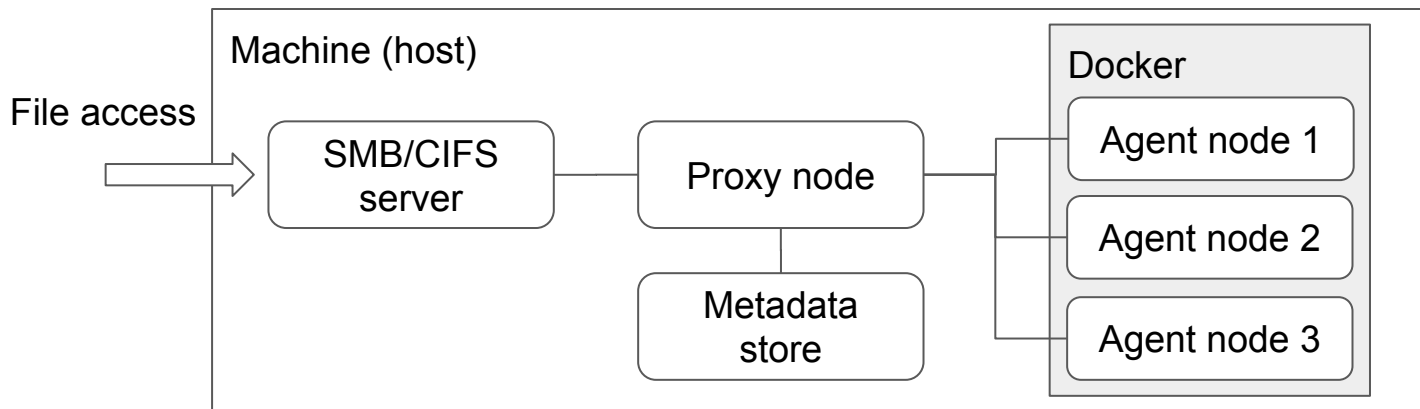 Machine (host)
Docker
File access
SMB/CIFS
server
Proxy node
Agent node 1
Agent node 2
Metadada
store
Agent node 3